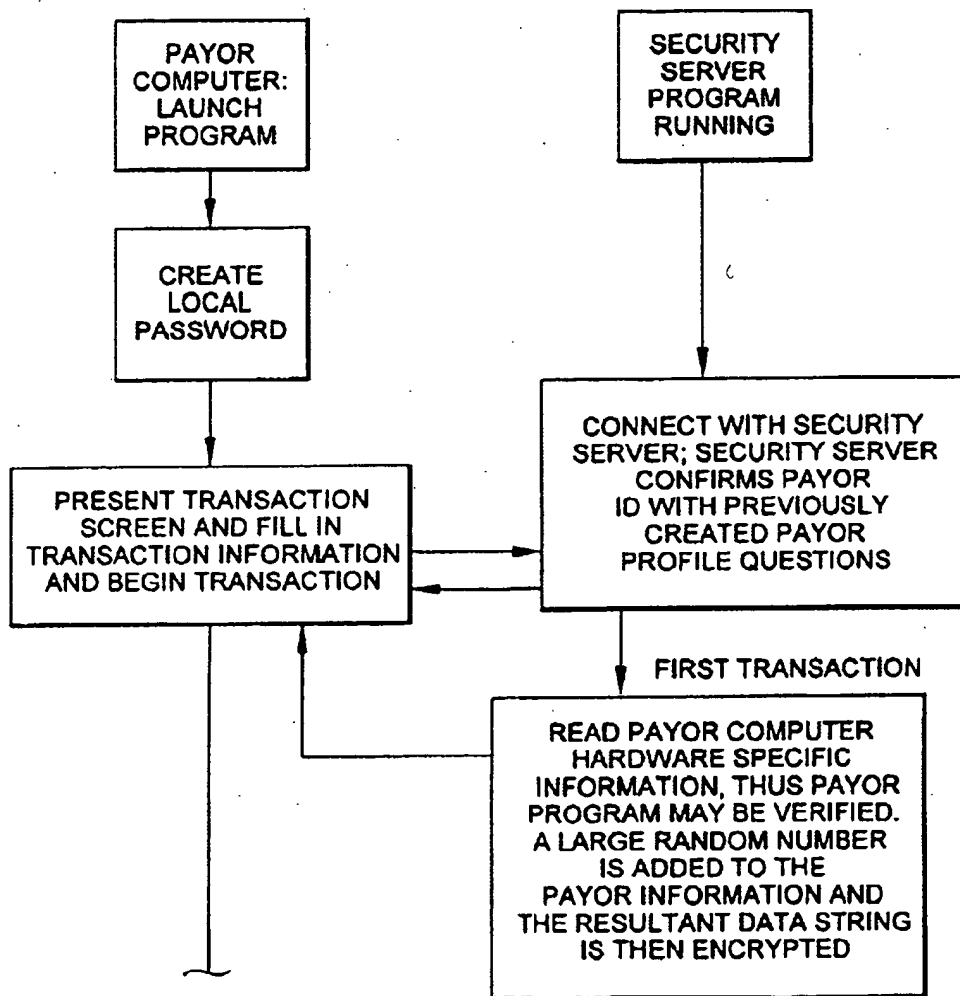 PAYOR
COMPUTER:
LAUNCH
PROGRAM
SECURITY
SERVER
PROGRAM
RUNNING
CREATE
LOCAL
PASSWORD
CONNECT WITH SECURITY
SERVER; SECURITY SERVER
CONFIRMS PAYOR
ID WITH PREVIOUSLY
CREATED PAYOR
PROFILE QUESTIONS
PRESENT TRANSACTION
SCREEN AND FILL IN
TRANSACTION INFORMATION
AND BEGIN TRANSACTION
FIRST TRANSACTION
READ PAYOR COMPUTER
HARDWARE SPECIFIC
INFORMATION, THUS PAYOR
PROGRAM MAY BE VERIFIED.
A LARGE RANDOM NUMBER
IS ADDED TO THE
PAYOR INFORMATION AND
THE RESULTANT DATA STRING
IS THEN ENCRYPTED